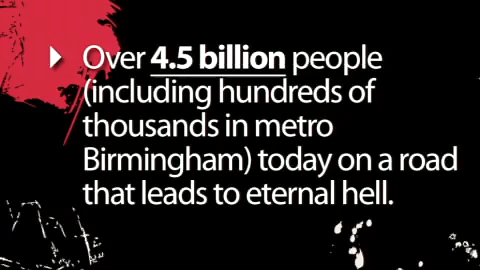 Over 4.5 billion people
(including hundreds of
thousands in metro
Birmingham) today on a road
that leads to eternal hell.